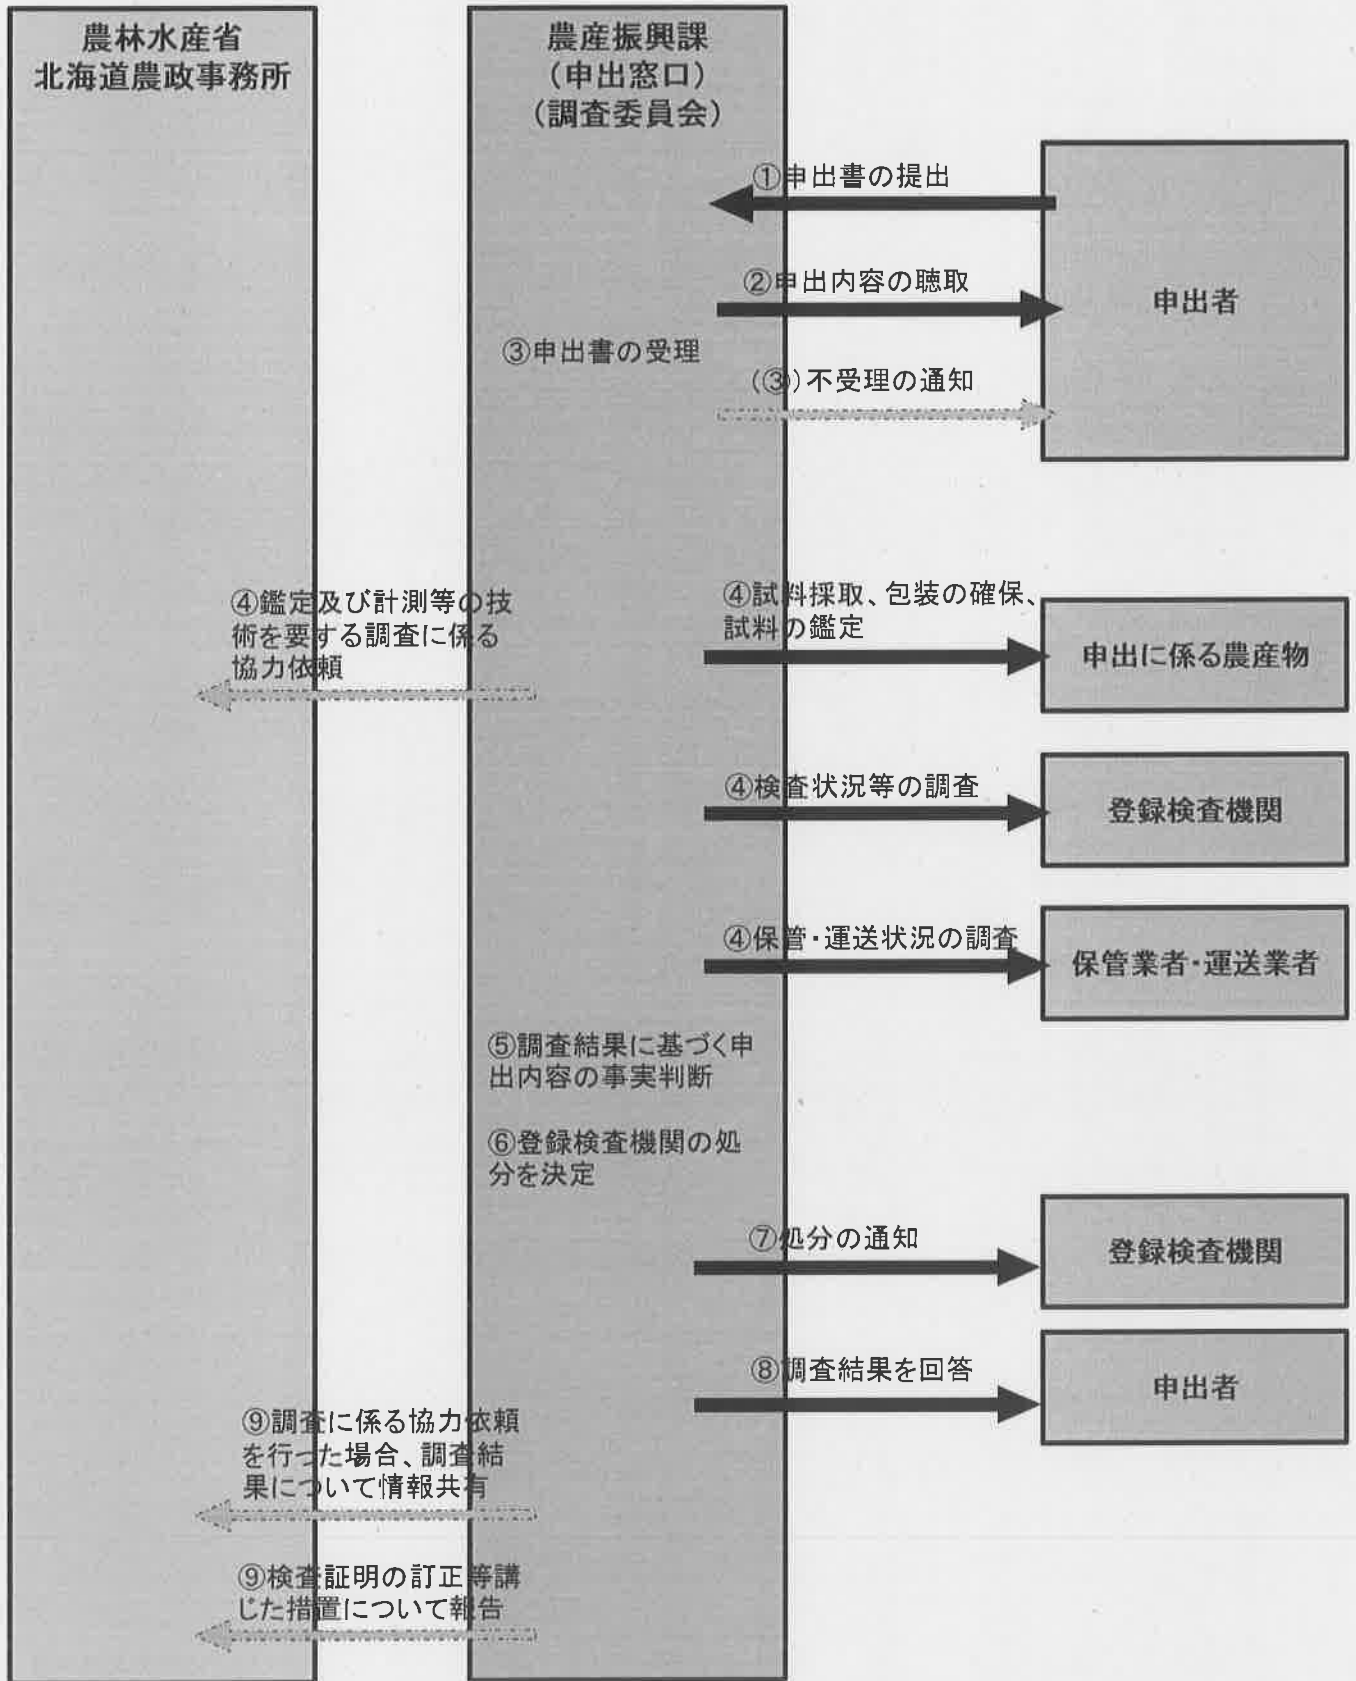 農林水産省
北海道農政事務所
農産振興課
（申出窓口）
（調査委員会）
①申出書の提出
②申出内容の聴取
申出者
③申出書の受理
（③）不受理の通知
④鑑定及び計測等の技
術を要する調査に係る
協力依頼
④試料採取、包装の確保、
試料の鑑定
申出に係る農産物
④検査状況等の調査
登録検査機関
④保管・運送状況の調査
保管業者・運送業者
⑤調査結果に基づく申
出内容の事実判断
⑥登録検査機関の処
分を決定
⑦処分の通知
登録検査機関
⑧調査結果を回答
申出者
⑨調査に係る協力依頼
を行った場合、調査結
果について情報共有
⑨検査証明の訂正等講
じた措置について報告